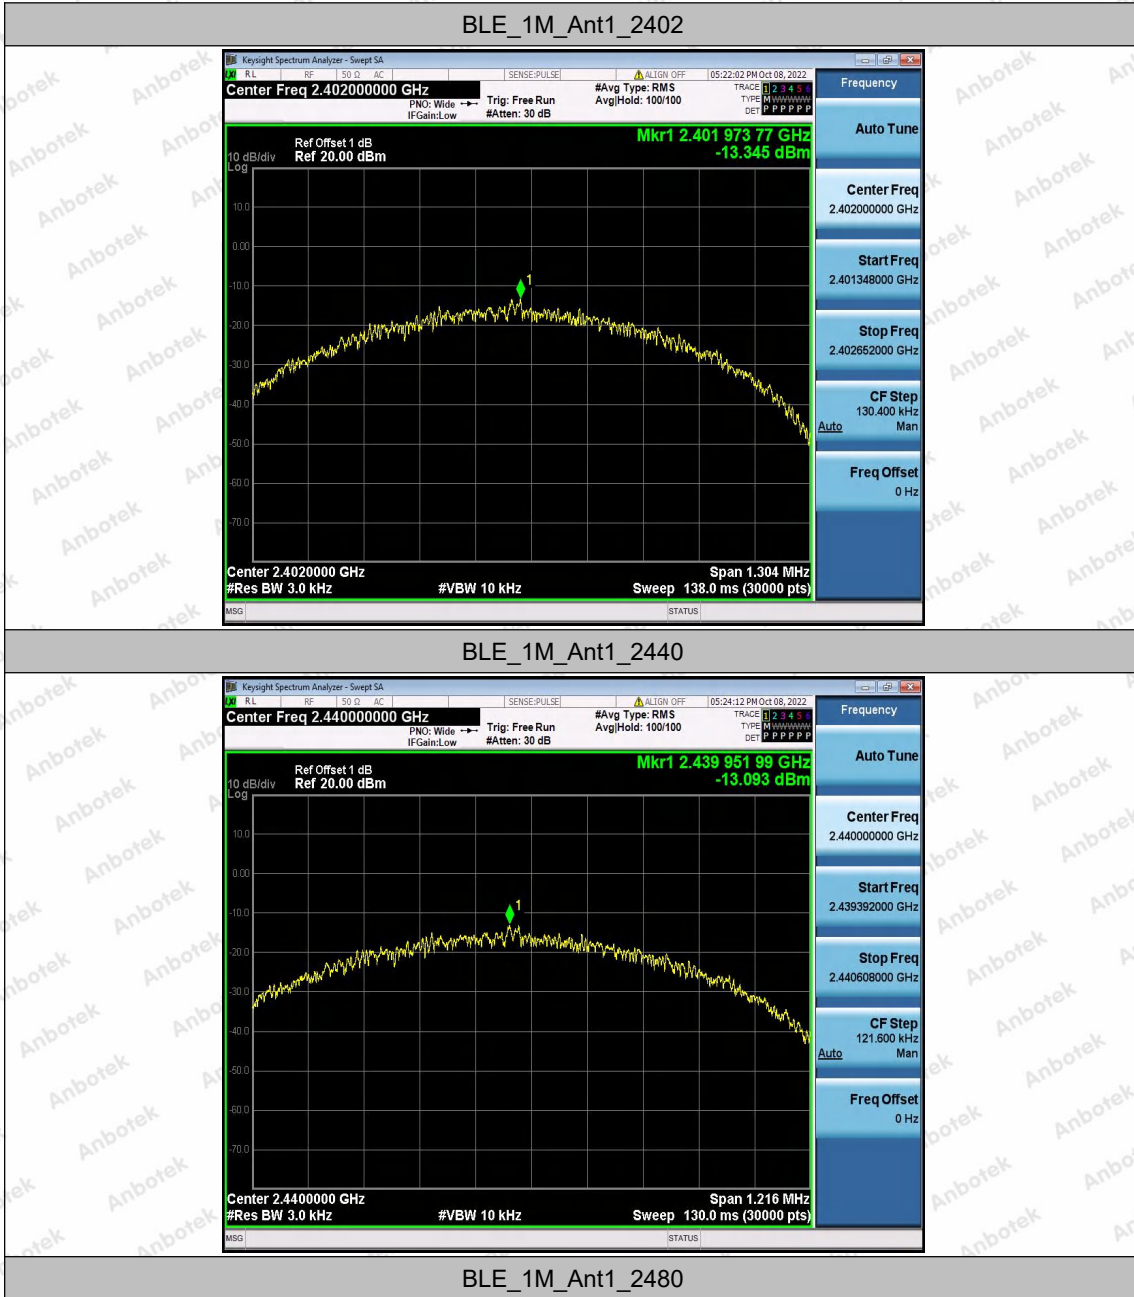 BLE_1M_Ant1_2402
Keysight Spectrum Analyzer - Swept SA
RL RF 50 Ω AC SENSE:PULSE ALIGN OFF 05:22:02 PM Oct 08, 2022
Center Freq 2.402000000 GHz
PNO: Wide
IFGain:Low
Trig: Free Run
#Atten: 30 dB
#Avg Type: RMS
Avg|Hold: 100/100
TRACE 1 2 3 4 5 6
TYPE M W W W W W
DET P P P P P P
Mkr1 2.401 973 77 GHz
-13.345 dBm
Ref Offset 1 dB
10 dB/div Ref 20.00 dBm
Log
10.0
0.00
-10.0
-20.0
-30.0
-40.0
-50.0
-60.0
-70.0
1
Center 2.4020000 GHz Span 1.304 MHz
#Res BW 3.0 kHz #VBW 10 kHz Sweep 138.0 ms (30000 pts)
MSG STATUS
Frequency
Auto Tune
Center Freq
2.402000000 GHz
Start Freq
2.401348000 GHz
Stop Freq
2.402652000 GHz
CF Step
130.400 kHz
Auto Man
Freq Offset
0 Hz
BLE_1M_Ant1_2440
Keysight Spectrum Analyzer - Swept SA
RL RF 50 Ω AC SENSE:PULSE ALIGN OFF 05:24:12 PM Oct 08, 2022
Center Freq 2.440000000 GHz
PNO: Wide
IFGain:Low
Trig: Free Run
#Atten: 30 dB
#Avg Type: RMS
Avg|Hold: 100/100
TRACE 1 2 3 4 5 6
TYPE M W W W W W
DET P P P P P P
Mkr1 2.439 951 99 GHz
-13.093 dBm
Ref Offset 1 dB
10 dB/div Ref 20.00 dBm
Log
10.0
0.00
-10.0
-20.0
-30.0
-40.0
-50.0
-60.0
-70.0
1
Center 2.4400000 GHz Span 1.216 MHz
#Res BW 3.0 kHz #VBW 10 kHz Sweep 130.0 ms (30000 pts)
MSG STATUS
Frequency
Auto Tune
Center Freq
2.440000000 GHz
Start Freq
2.439392000 GHz
Stop Freq
2.440608000 GHz
CF Step
121.600 kHz
Auto Man
Freq Offset
0 Hz
BLE_1M_Ant1_2480
Anbotek